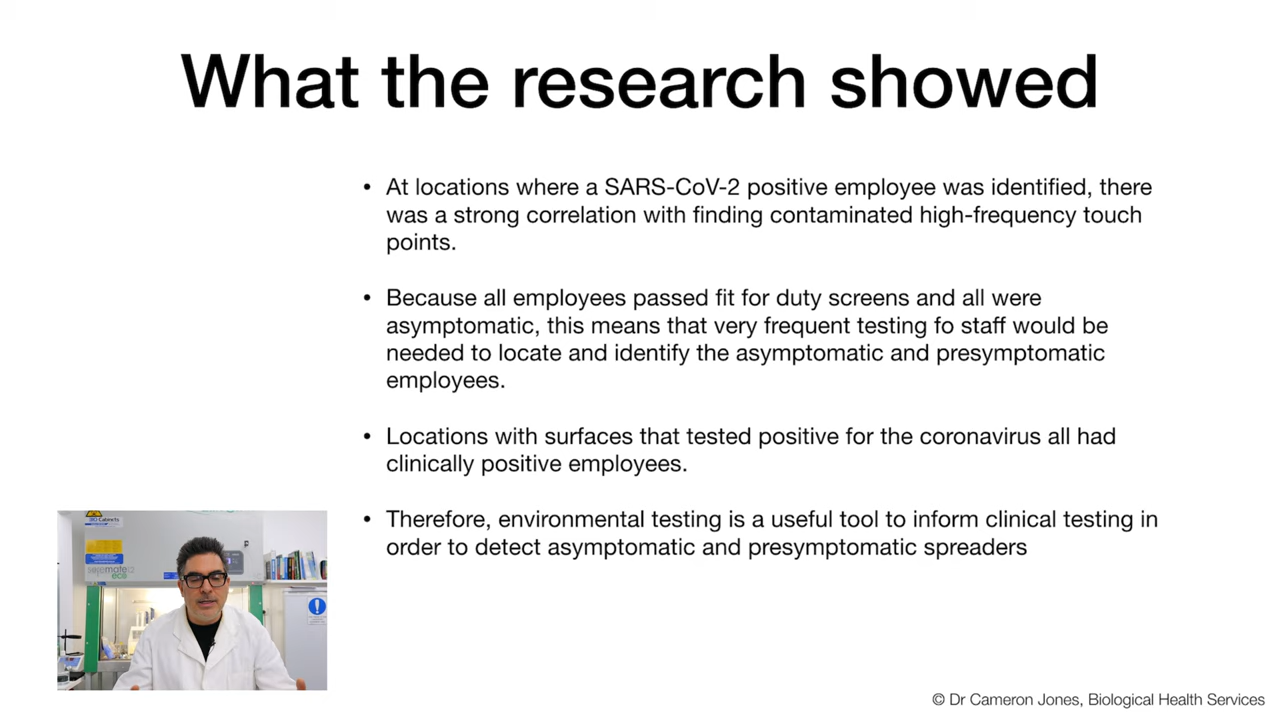 What the research showed
• At locations where a SARS-CoV-2 positive employee was identified, there
was a strong correlation with finding contaminated high-frequency touch
points.
• Because all employees passed fit for duty screens and all were
asymptomatic, this means that very frequent testing fo staff would be
needed to locate and identify the asymptomatic and presymptomatic
employees.
• Locations with surfaces that tested positive for the coronavirus all had
clinically positive employees.
• Therefore, environmental testing is a useful tool to inform clinical testing in
order to detect asymptomatic and presymptomatic spreaders
Cabinets
safemate
eco
© Dr Cameron Jones, Biological Health Services